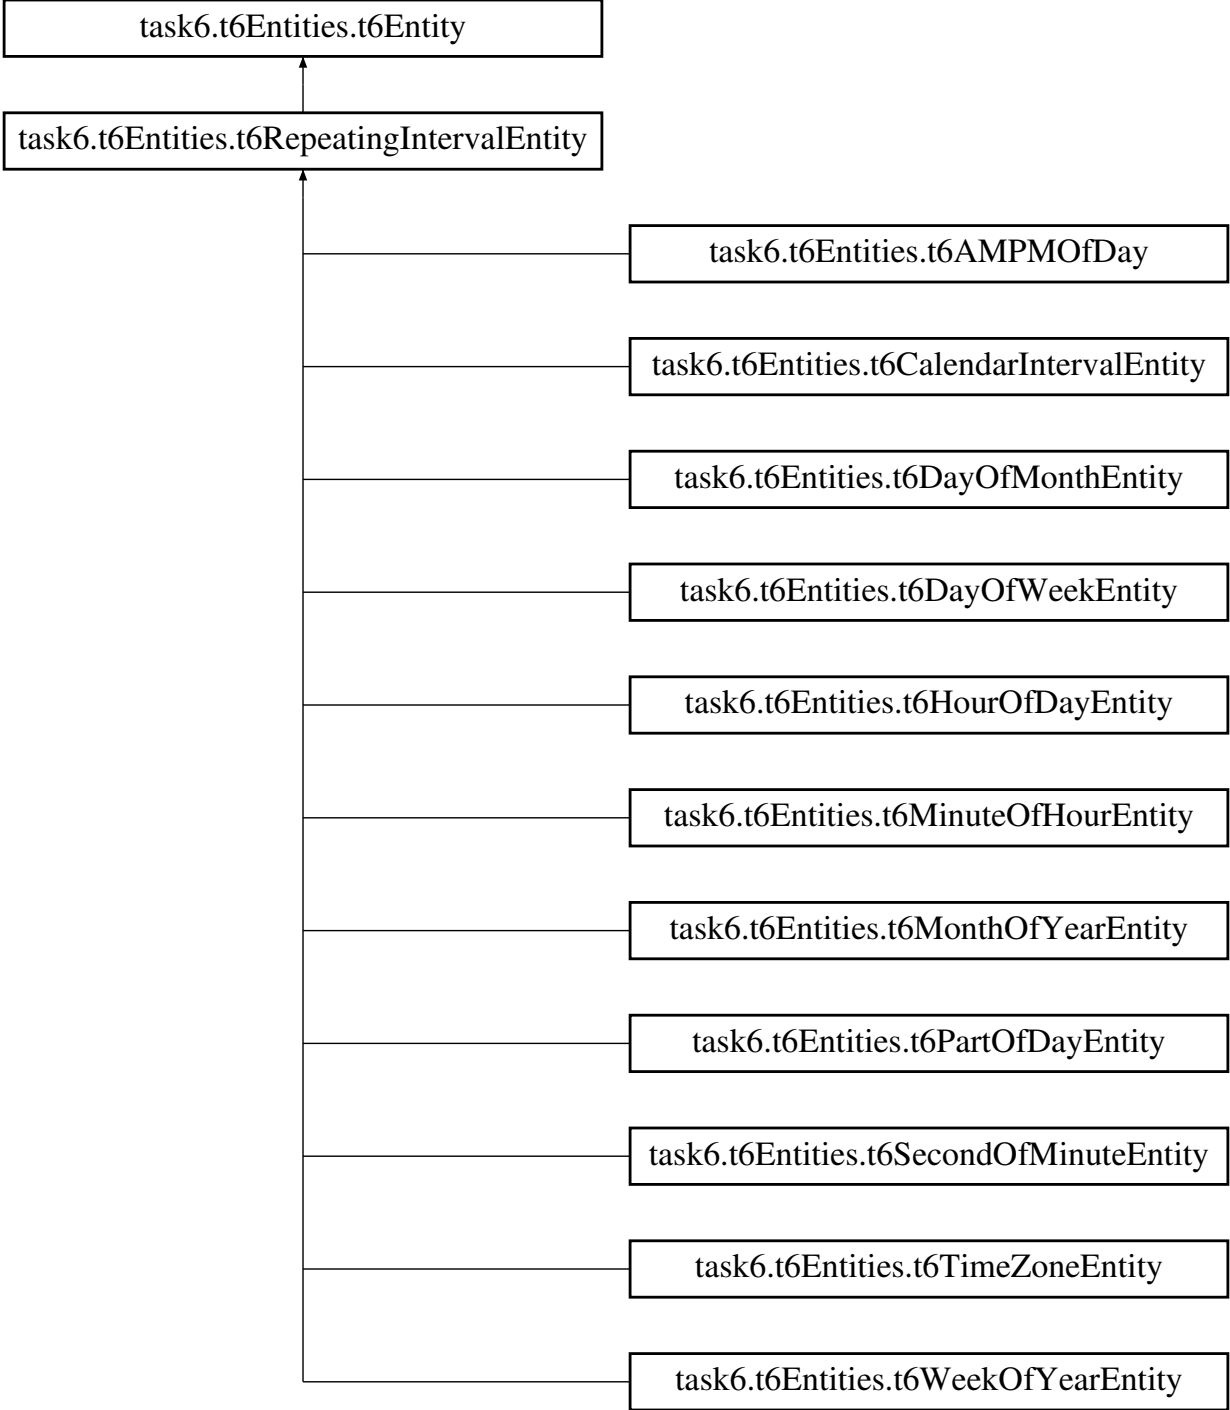 task6.t6Entities.t6Entity
task6.t6Entities.t6RepeatingIntervalEntity
task6.t6Entities.t6AMPMOfDay
task6.t6Entities.t6CalendarIntervalEntity
task6.t6Entities.t6DayOfMonthEntity
task6.t6Entities.t6DayOfWeekEntity
task6.t6Entities.t6HourOfDayEntity
task6.t6Entities.t6MinuteOfHourEntity
task6.t6Entities.t6MonthOfYearEntity
task6.t6Entities.t6PartOfDayEntity
task6.t6Entities.t6SecondOfMinuteEntity
task6.t6Entities.t6TimeZoneEntity
task6.t6Entities.t6WeekOfYearEntity